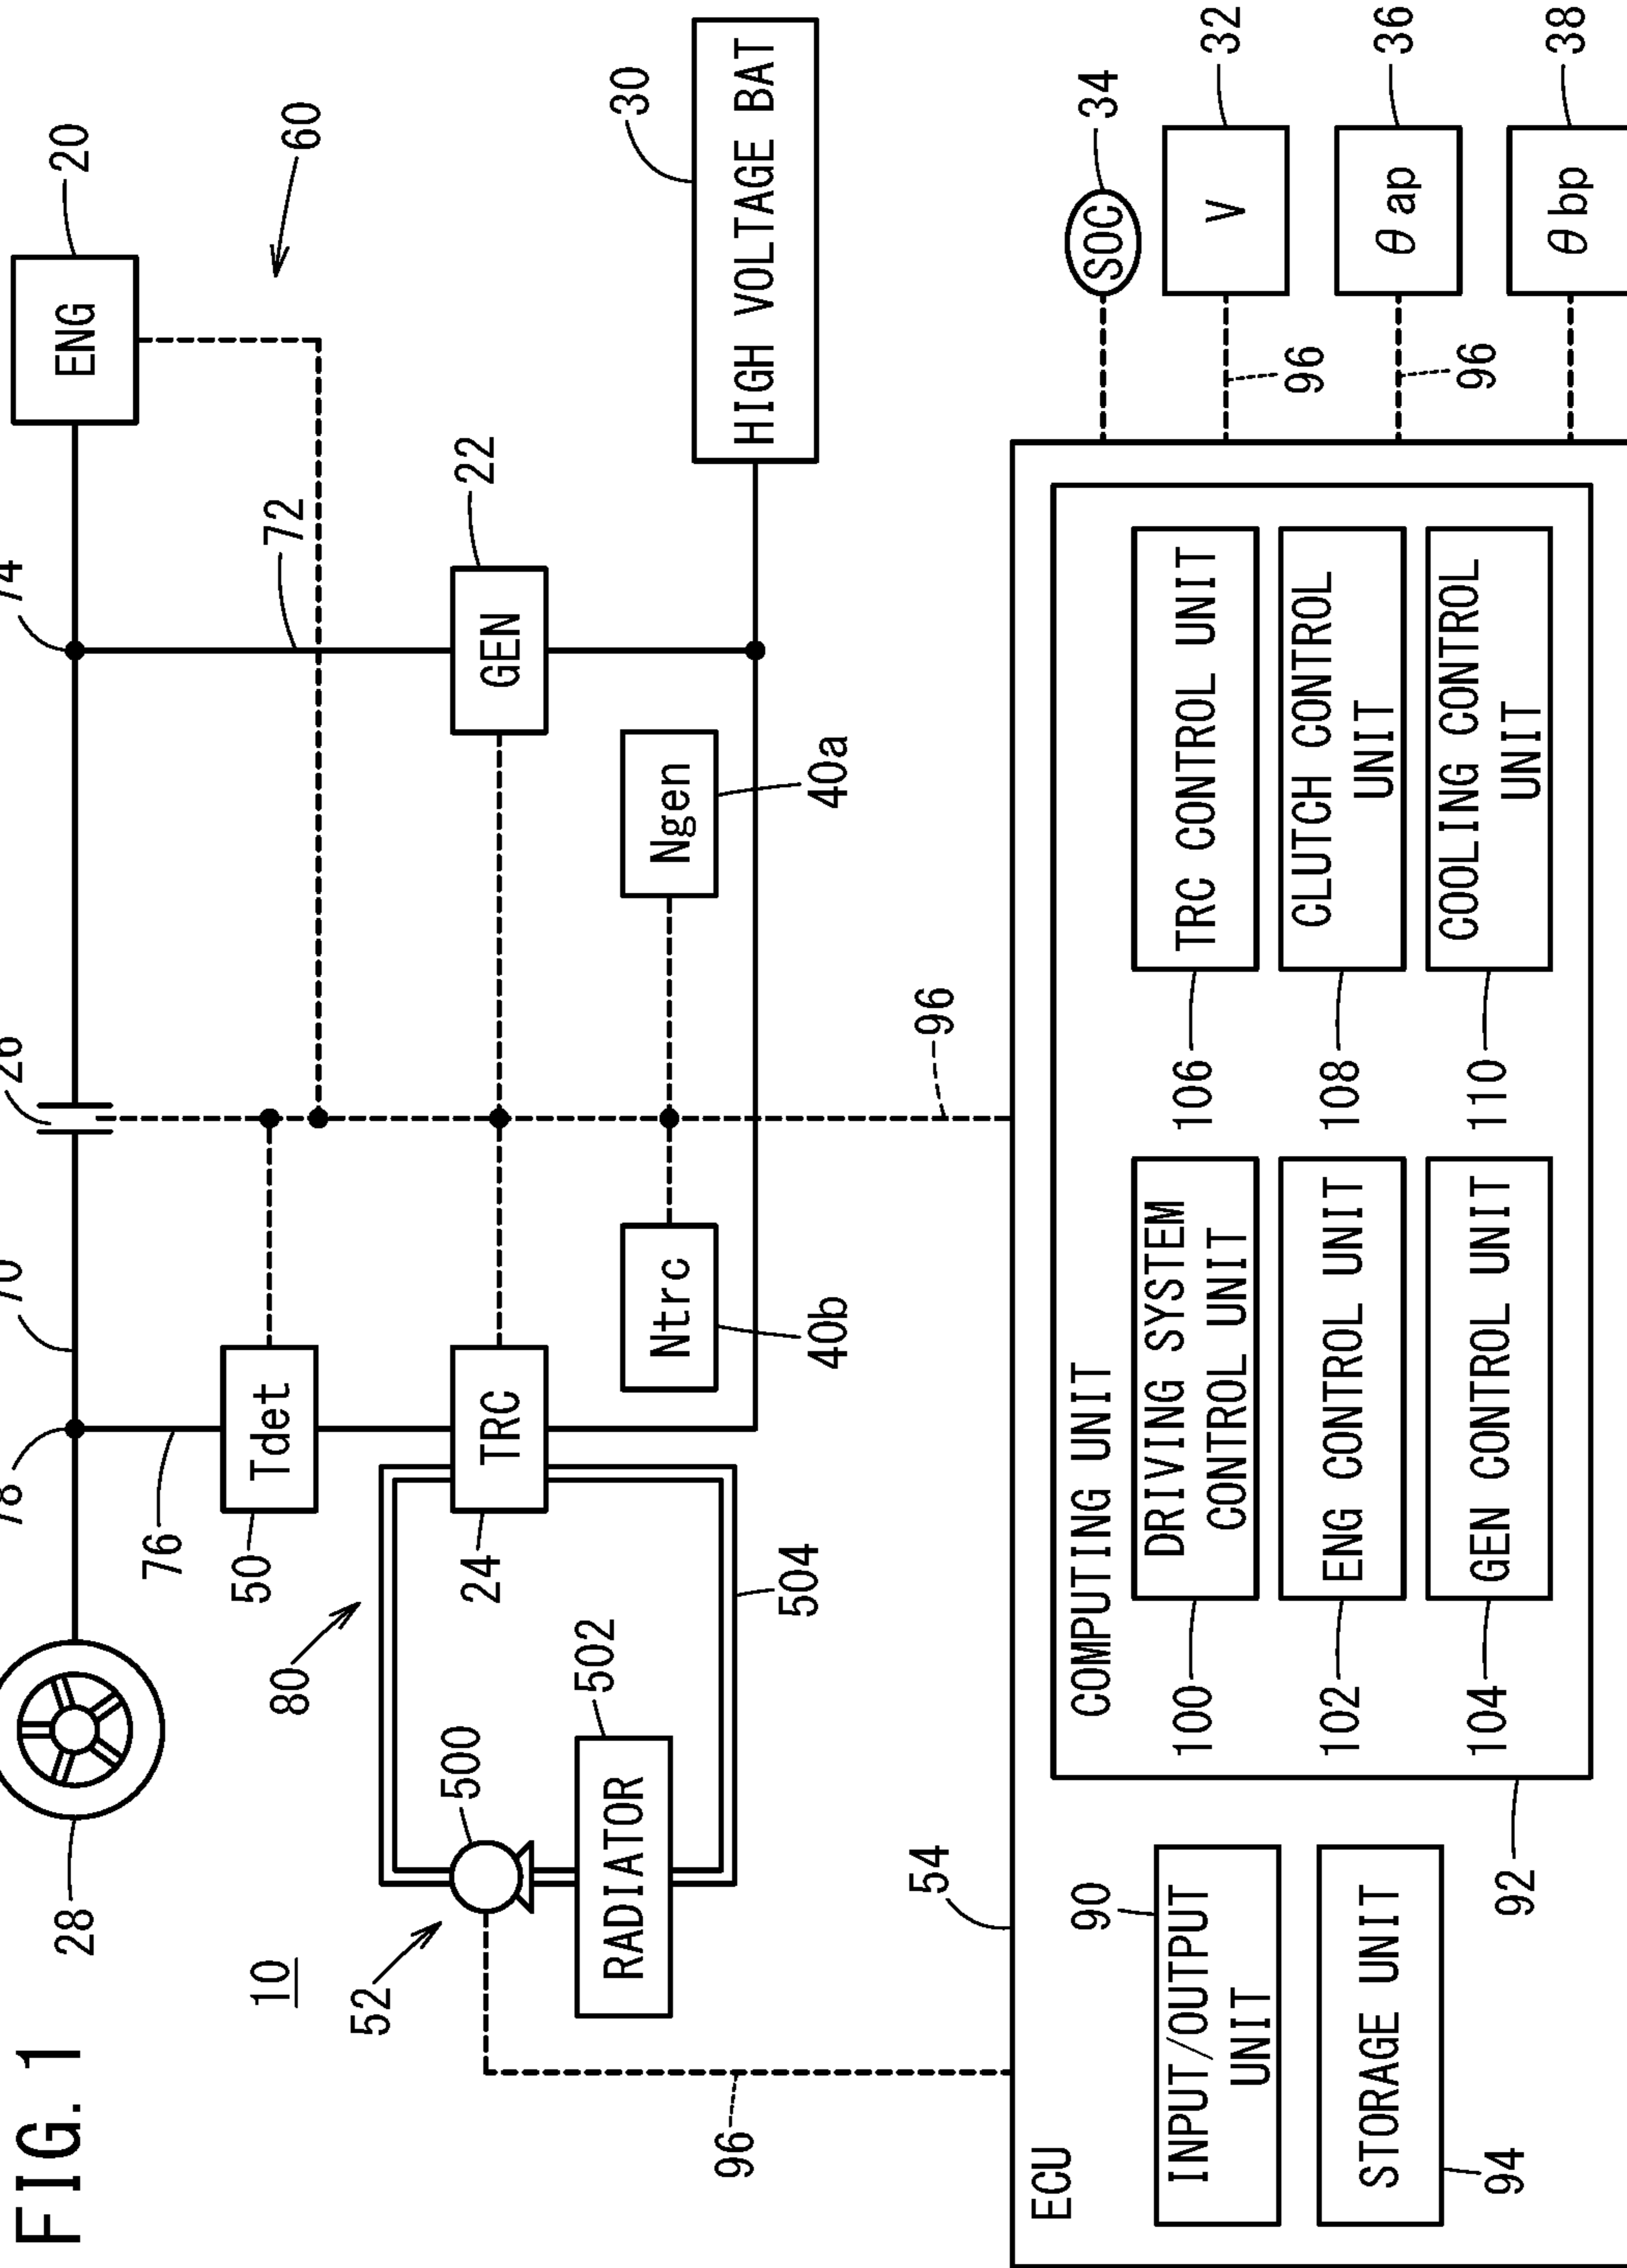 FIG. 1
10
28
78
70
26
74
20
ENG
60
76
72
50
Tdet
80
24
TRC
22
GEN
52
500
502
RADIATOR
504
Ntrc
40b
Ngen
40a
30
HIGH VOLTAGE BAT
96
96
54
ECU
90
INPUT/OUTPUT
UNIT
STORAGE UNIT
94
92
COMPUTING UNIT
100
DRIVING SYSTEM
CONTROL UNIT
102
ENG CONTROL UNIT
104
GEN CONTROL UNIT
106
TRC CONTROL UNIT
108
CLUTCH CONTROL
UNIT
110
COOLING CONTROL
UNIT
SOC
34
V
32
96
θap
36
96
θbp
38